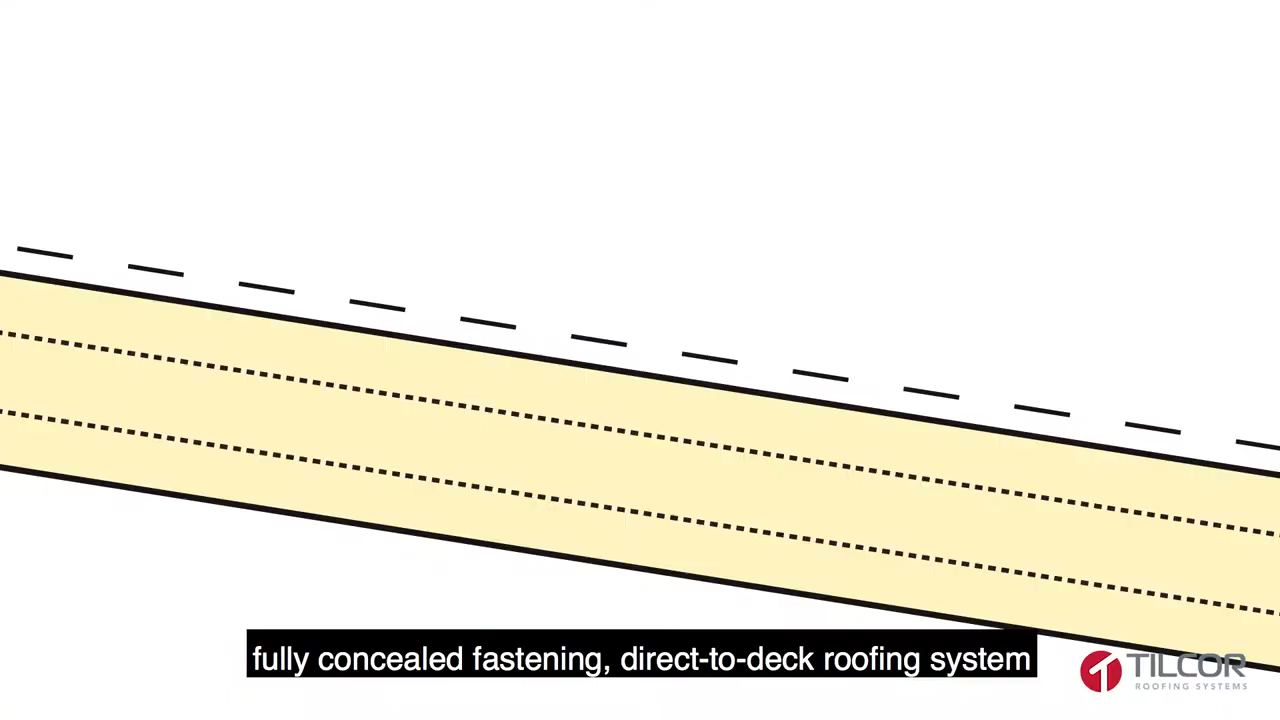 fully concealed fastening, direct-to-deck roofing system
TILCOR
ROOFING SYSTEMS